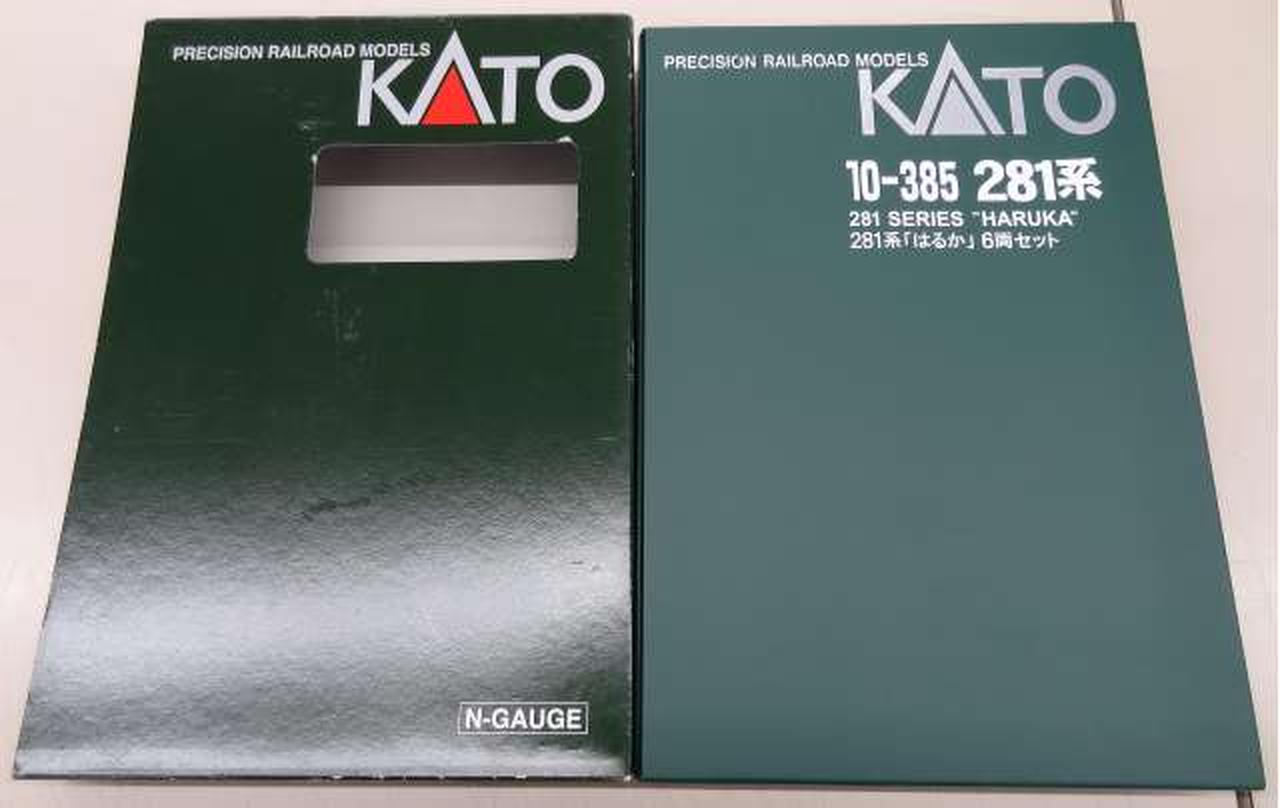 PRECISION RAILROAD MODELS
KATO
N-GAUGE
PRECISION RAILROAD MODELS
KATO
10-385 281系
281 SERIES "HARUKA"
281系「はるか」6両セット